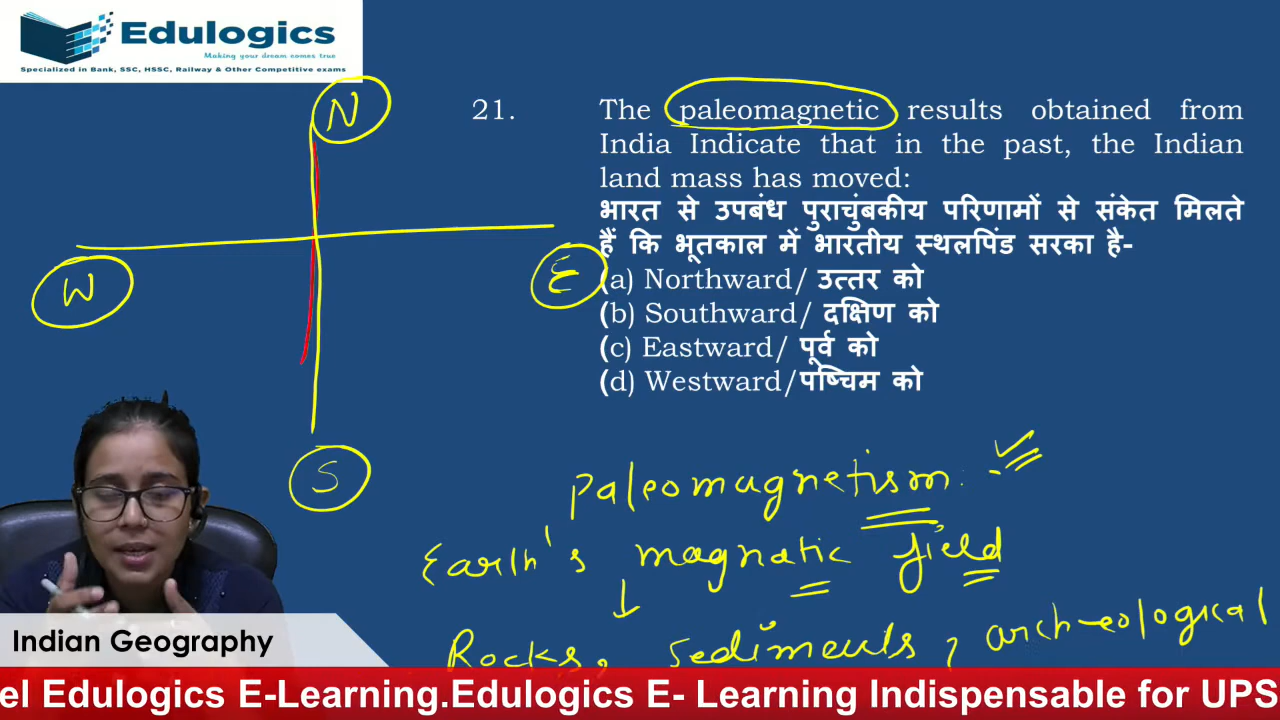 Edulogics
Making your dream comes true
Specialized in Bank, SSC, HSSC, Railway & Other Competitive exams
N
W
E
S
21. The paleomagnetic results obtained from
India Indicate that in the past, the Indian
land mass has moved:
भारत से उपबंध पुराचुंबकीय परिणामों से संकेत मिलते
हैं कि भूतकाल में भारतीय स्थलपिंड सरका है-
(a) Northward/ उत्तर को
(b) Southward/ दक्षिण को
(c) Eastward/ पूर्व को
(d) Westward/पष्चिम को
Paleomagnetism
Earth's magnatic field
Rocks, sediments, archeological
Indian Geography
el Edulogics E-Learning.Edulogics E- Learning Indispensable for UPS